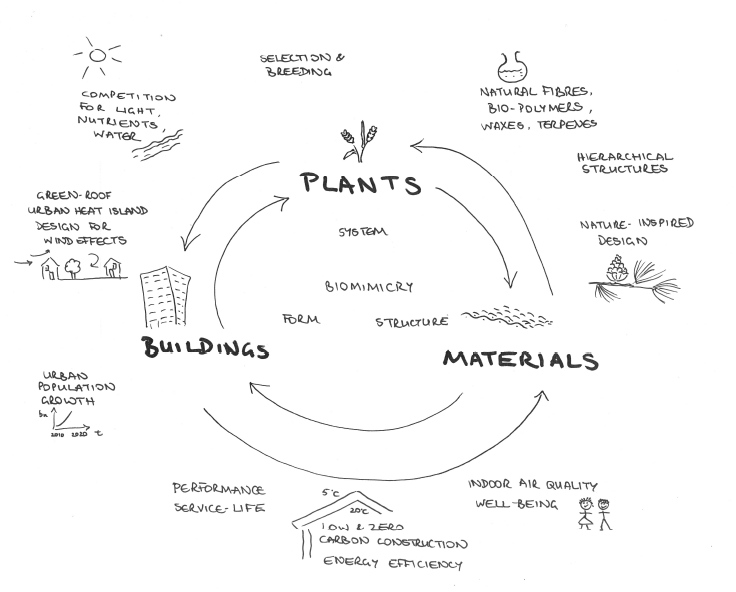 SELECTION &
BREEDING
COMPETITION
FOR LIGHT,
NUTRIENTS,
WATER
NATURAL FIBRES,
BIO-POLYMERS,
WAXES, TERPENES
HIERARCHICAL
STRUCTURES
PLANTS
GREEN-ROOF
URBAN HEAT ISLAND
DESIGN FOR
WIND EFFECTS
NATURE-INSPIRED
DESIGN
SYSTEM
BIOMIMICRY
FORM
STRUCTURE
BUILDINGS
MATERIALS
URBAN
POPULATION
GROWTH
bn
2010 2020 t
PERFORMANCE
SERVICE-LIFE
5°C
20°C
LOW & ZERO
CARBON CONSTRUCTION
ENERGY EFFICIENCY
INDOOR AIR QUALITY
WELL-BEING